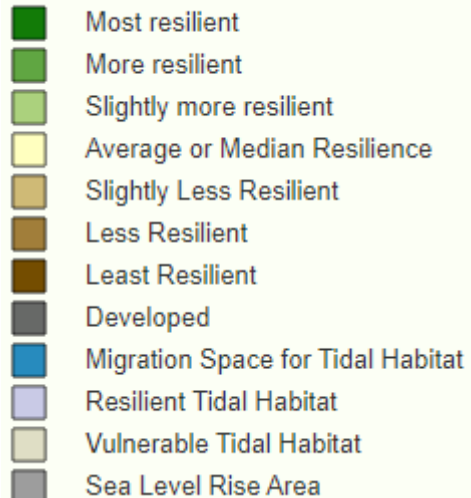 Most resilient
More resilient
Slightly more resilient
Average or Median Resilience
Slightly Less Resilient
Less Resilient
Least Resilient
Developed
Migration Space for Tidal Habitat
Resilient Tidal Habitat
Vulnerable Tidal Habitat
Sea Level Rise Area